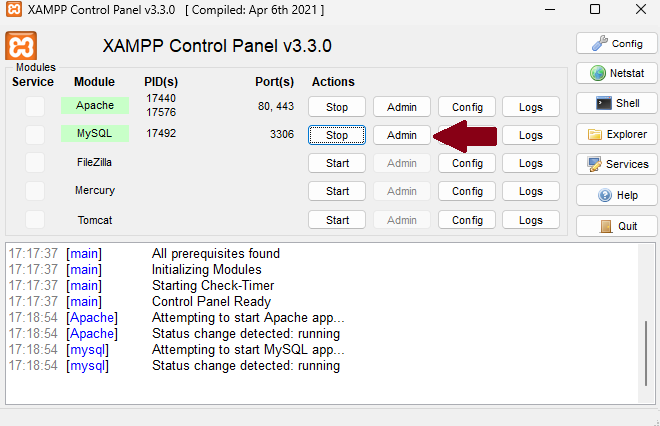 XAMPP Control Panel v3.3.0 [ Compiled: Apr 6th 2021 ]
XAMPP Control Panel v3.3.0
Config
Modules
Service Module PID(s) Port(s) Actions
Netstat
Apache 17440 17576 80, 443 Stop Admin Config Logs
Shell
MySQL 17492 3306 Stop Admin Config Logs
Explorer
FileZilla Start Admin Config Logs
Services
Mercury Start Admin Config Logs
Help
Tomcat Start Admin Config Logs
Quit
17:17:37 [main] All prerequisites found
17:17:37 [main] Initializing Modules
17:17:37 [main] Starting Check-Timer
17:17:37 [main] Control Panel Ready
17:18:54 [Apache] Attempting to start Apache app...
17:18:54 [Apache] Status change detected: running
17:18:54 [mysql] Attempting to start MySQL app...
17:18:54 [mysql] Status change detected: running